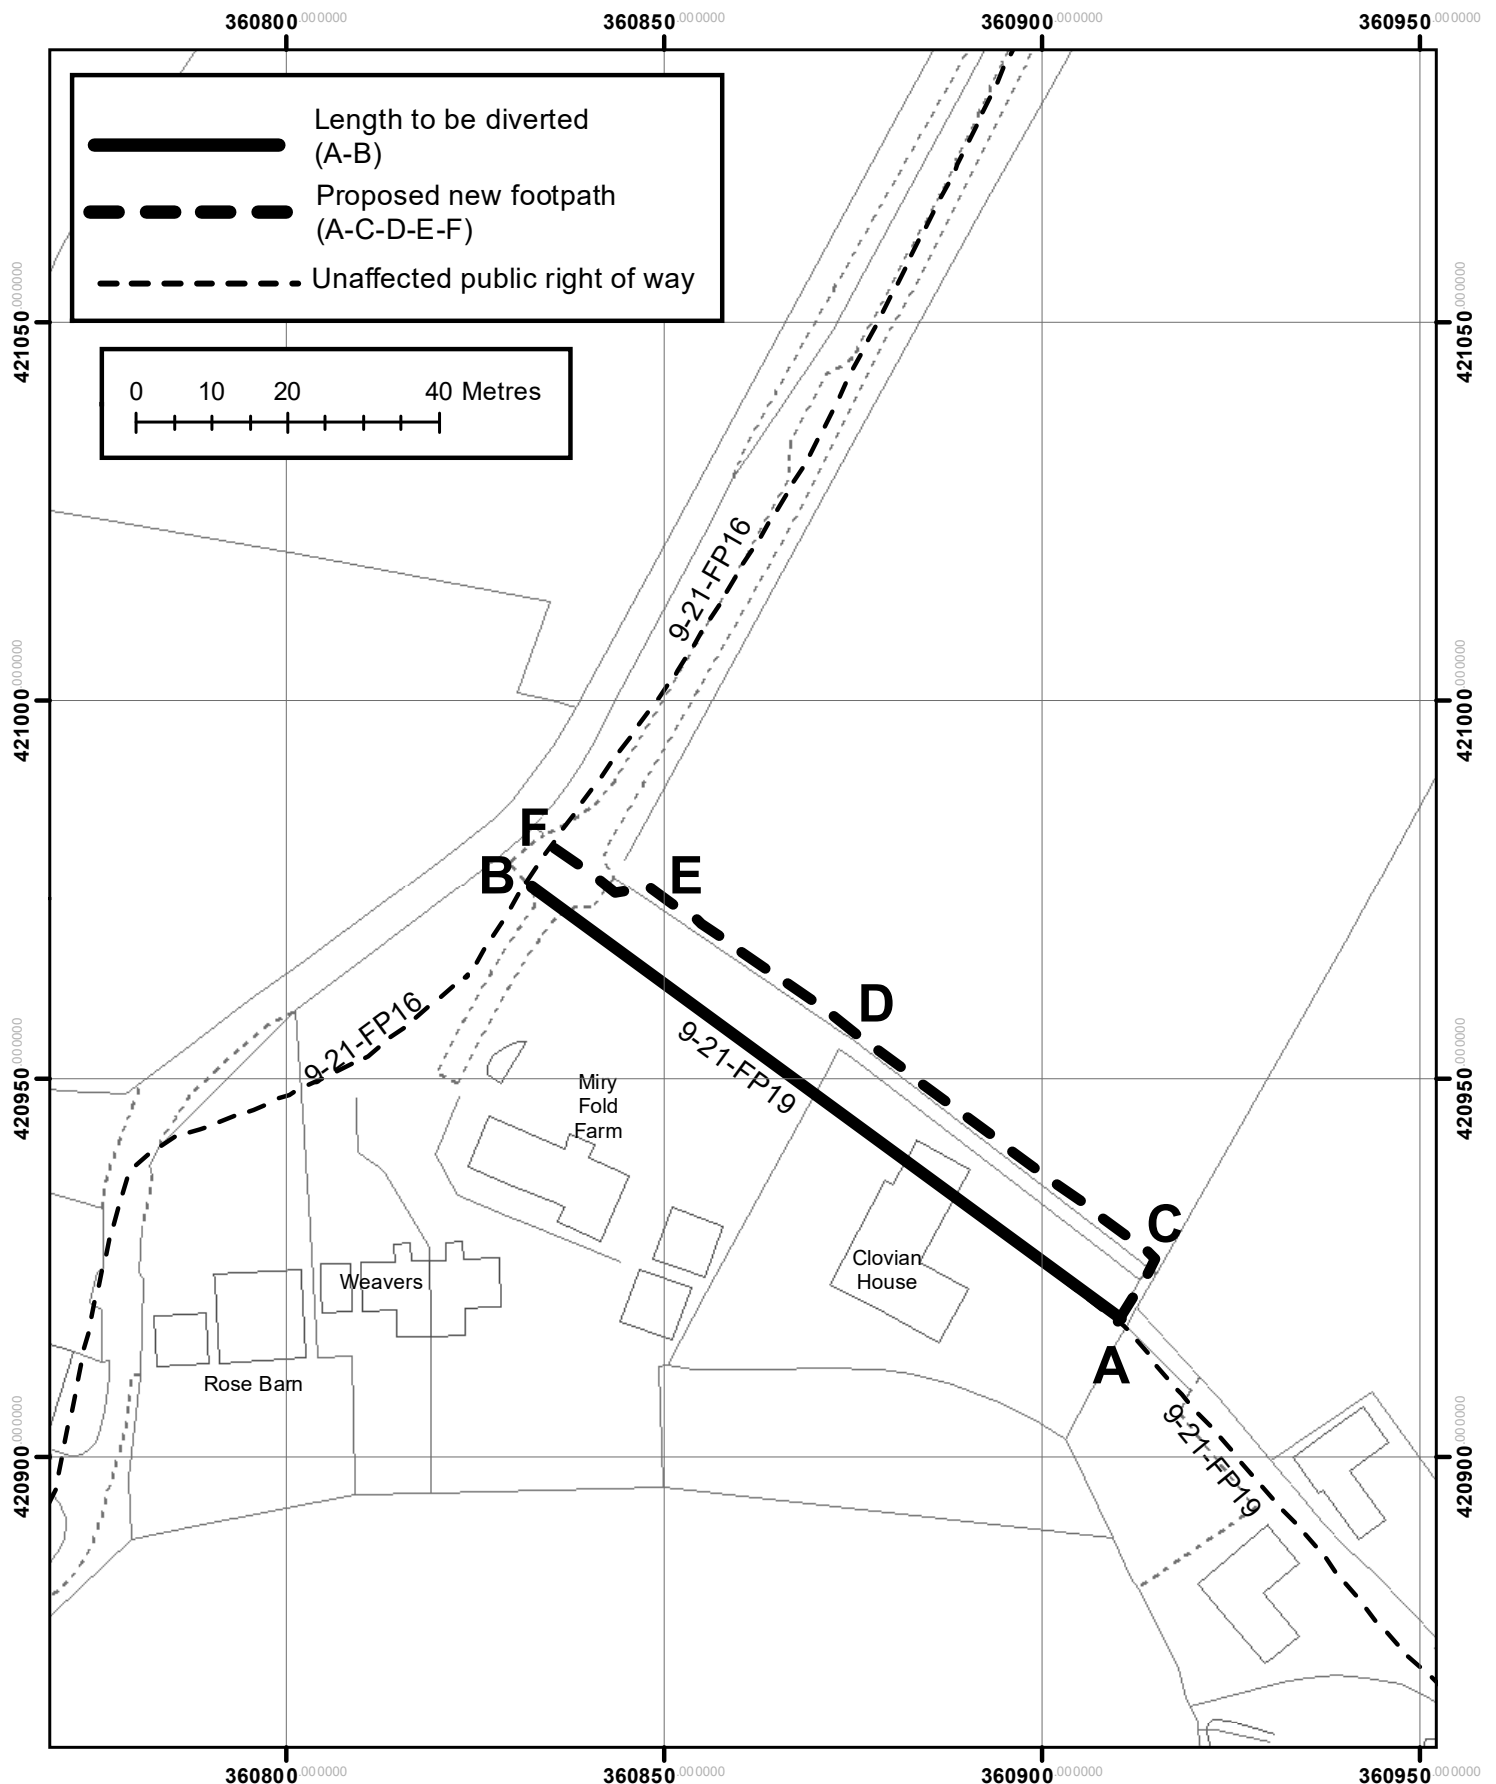 360800.000000 360850.000000 360900.000000 360950.000000
Length to be diverted
(A-B)
Proposed new footpath
(A-C-D-E-F)
Unaffected public right of way
421050.000000 421050.000000
0 10 20 40 Metres
9-21-FP16
421000.000000 421000.000000
F
B
E
D
9-21-FP16
9-21-FP19
420950.000000 420950.000000
Miry
Fold
Farm
C
Clovian
House
Weavers
A
Rose Barn
9-21-FP19
420900.000000 420900.000000
360800.000000 360850.000000 360900.000000 360950.000000